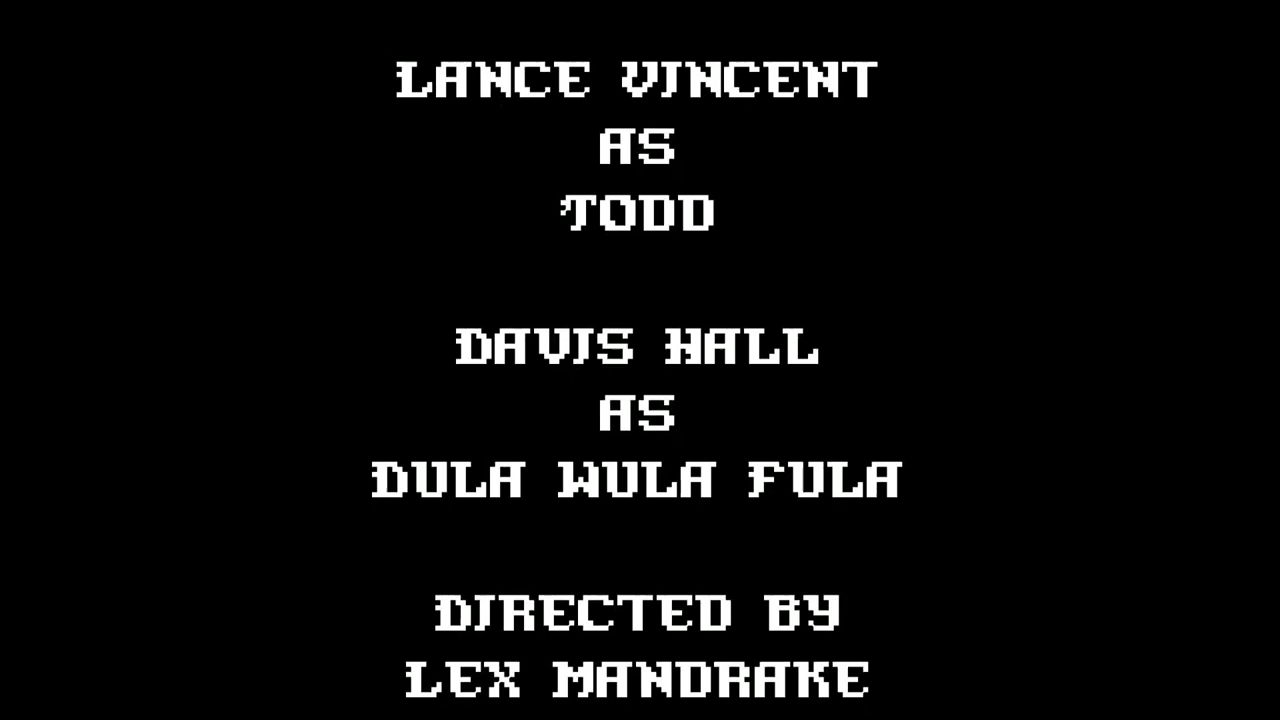 LANCE VINCENT
AS
TODD
DAVIS HALL
AS
DULA WULA FULA
DIRECTED BY
LEX MANDRAKE